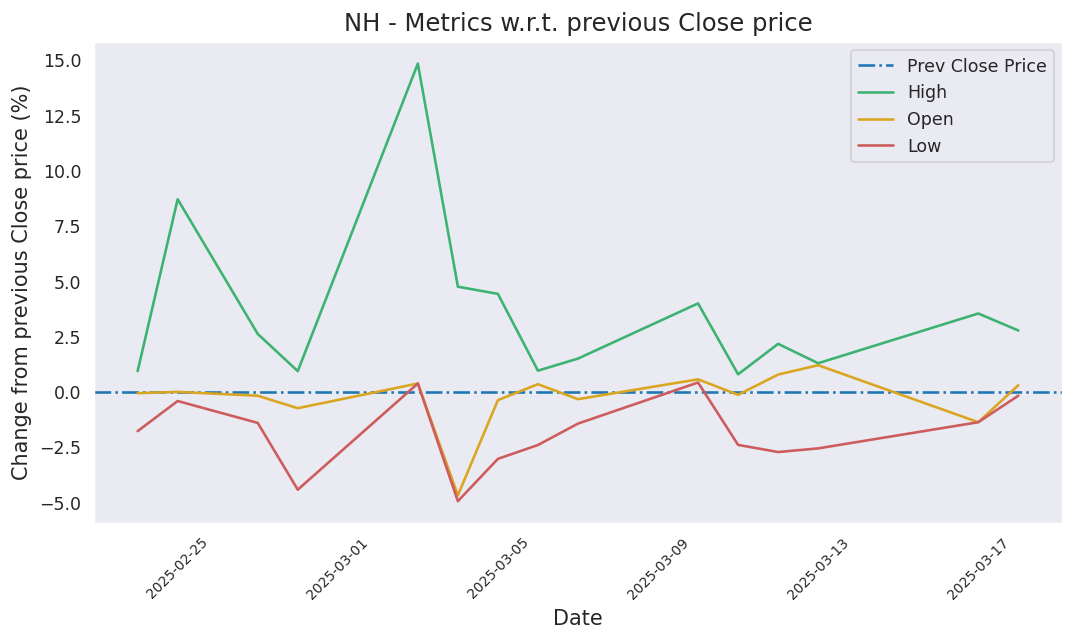 NH - Metrics w.r.t. previous Close price
Change from previous Close price (%)
15.0
12.5
10.0
7.5
5.0
2.5
0.0
−2.5
−5.0
Prev Close Price
High
Open
Low
2025-02-25
2025-03-01
2025-03-05
2025-03-09
2025-03-13
2025-03-17
Date